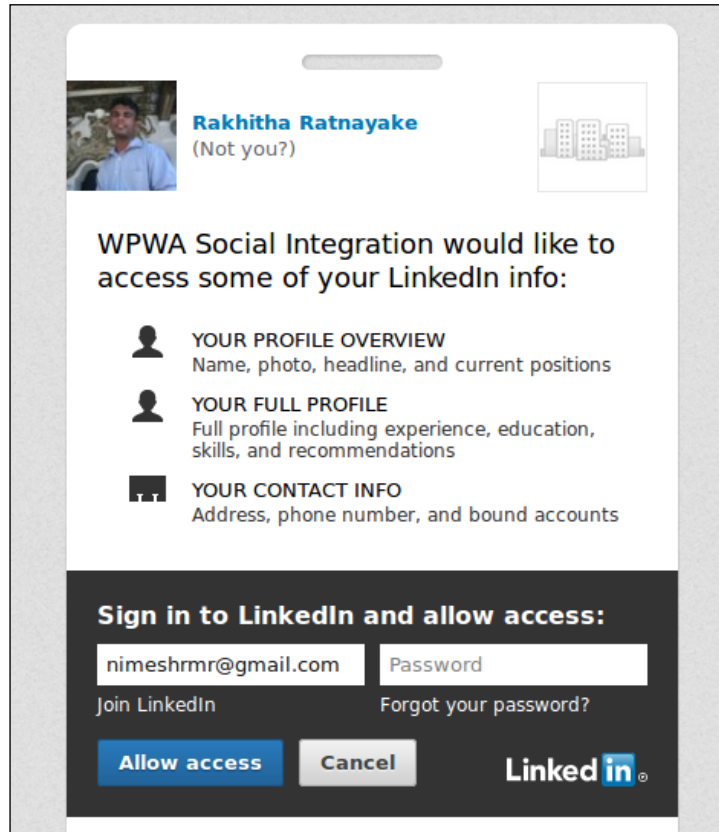 Rakhitha Ratnayake
(Not you?)
WPWA Social Integration would like to
access some of your LinkedIn info:
YOUR PROFILE OVERVIEW
Name, photo, headline, and current positions
YOUR FULL PROFILE
Full profile including experience, education,
skills, and recommendations
YOUR CONTACT INFO
Address, phone number, and bound accounts
Sign in to LinkedIn and allow access:
nimeshrmr@gmail.com Password
Join LinkedIn Forgot your password?
Allow access Cancel Linked in ®